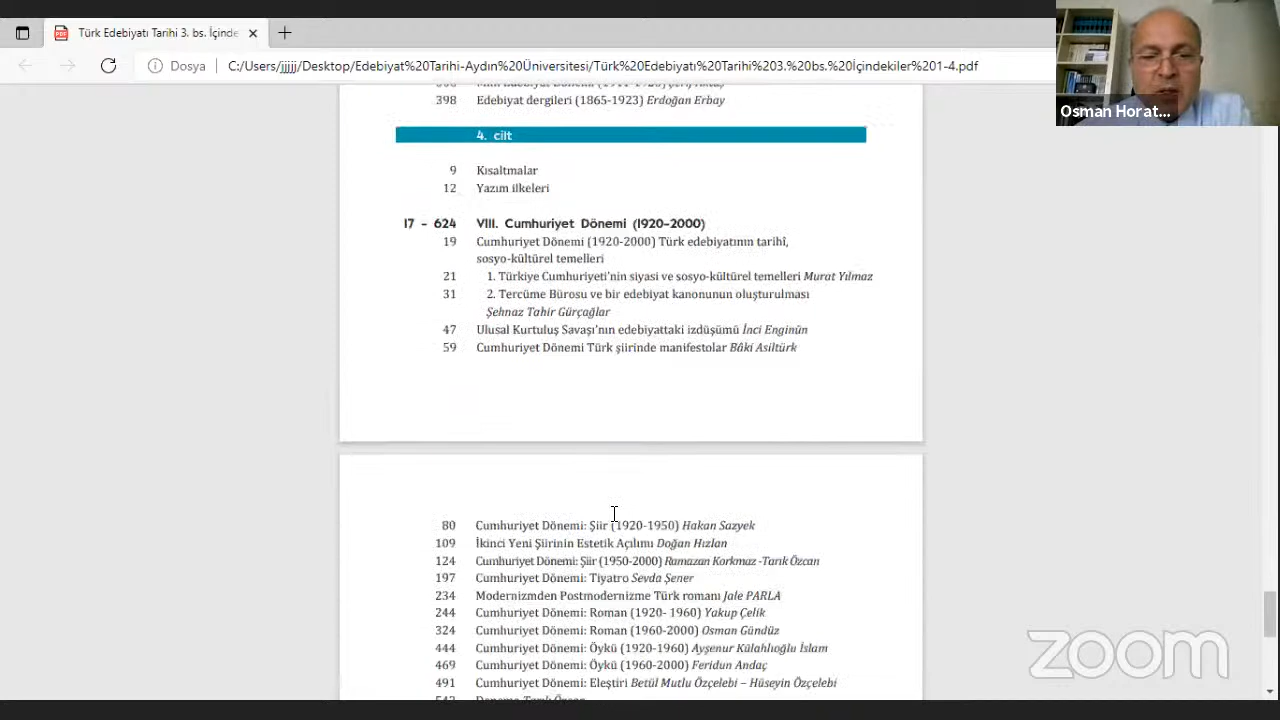 Türk Edebiyatı Tarihi 3. bs. İçinde
Dosya
C:/Users/jjjjj/Desktop/Edebiyat%20Tarihi-Aydın%20Üniversitesi/Türk%20Edebiyatı%20Tarihi%203.%20bs.%20İçindekiler%201-4.pdf
Osman Horat...
398 Edebiyat dergileri (1865-1923) Erdoğan Erbay
4. cilt
9 Kısaltmalar
12 Yazım ilkeleri
17 - 624 VIII. Cumhuriyet Dönemi (1920-2000)
19 Cumhuriyet Dönemi (1920-2000) Türk edebiyatının tarihî,
sosyo-kültürel temelleri
21 1. Türkiye Cumhuriyeti'nin siyasi ve sosyo-kültürel temelleri Murat Yılmaz
31 2. Tercüme Bürosu ve bir edebiyat kanonunun oluşturulması
Şehnaz Tahir Gürçağlar
47 Ulusal Kurtuluş Savaşı'nın edebiyattaki izdüşümü İnci Enginün
59 Cumhuriyet Dönemi Türk şiirinde manifestolar Bâki Asiltürk
80 Cumhuriyet Dönemi: Şiir (1920-1950) Hakan Sazyek
109 İkinci Yeni Şiirinin Estetik Açılımı Doğan Hızlan
124 Cumhuriyet Dönemi: Şiir (1950-2000) Ramazan Korkmaz -Tarık Özcan
197 Cumhuriyet Dönemi: Tiyatro Sevda Şener
234 Modernizmden Postmodernizme Türk romanı Jale PARLA
244 Cumhuriyet Dönemi: Roman (1920- 1960) Yakup Çelik
324 Cumhuriyet Dönemi: Roman (1960-2000) Osman Gündüz
444 Cumhuriyet Dönemi: Öykü (1920-1960) Ayşenur Külahlıoğlu İslam
469 Cumhuriyet Dönemi: Öykü (1960-2000) Feridun Andaç
491 Cumhuriyet Dönemi: Eleştiri Betül Mutlu Özçelebi – Hüseyin Özçelebi
zoom